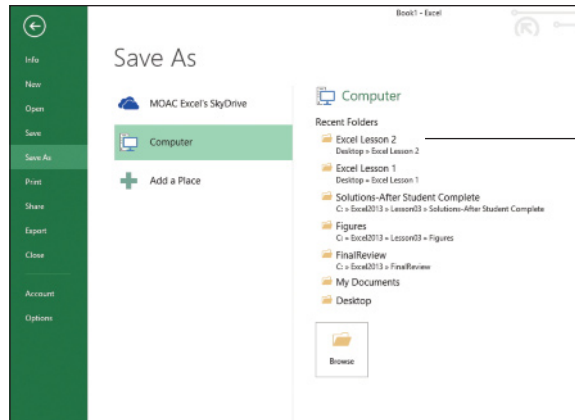 Book1 - Excel
Info
New
Open
Save
Save As
Print
Share
Export
Close
Account
Options
Save As
MOAC Excel's SkyDrive
Computer
Add a Place
Computer
Recent Folders
Excel Lesson 2
Desktop » Excel Lesson 2
Excel Lesson 1
Desktop » Excel Lesson 1
Solutions-After Student Complete
C: » Excel2013 » Lesson03 » Solutions-After Student Complete
Figures
C: » Excel2013 » Lesson03 » Figures
FinalReview
C: » Excel2013 » FinalReview
My Documents
Desktop
Browse